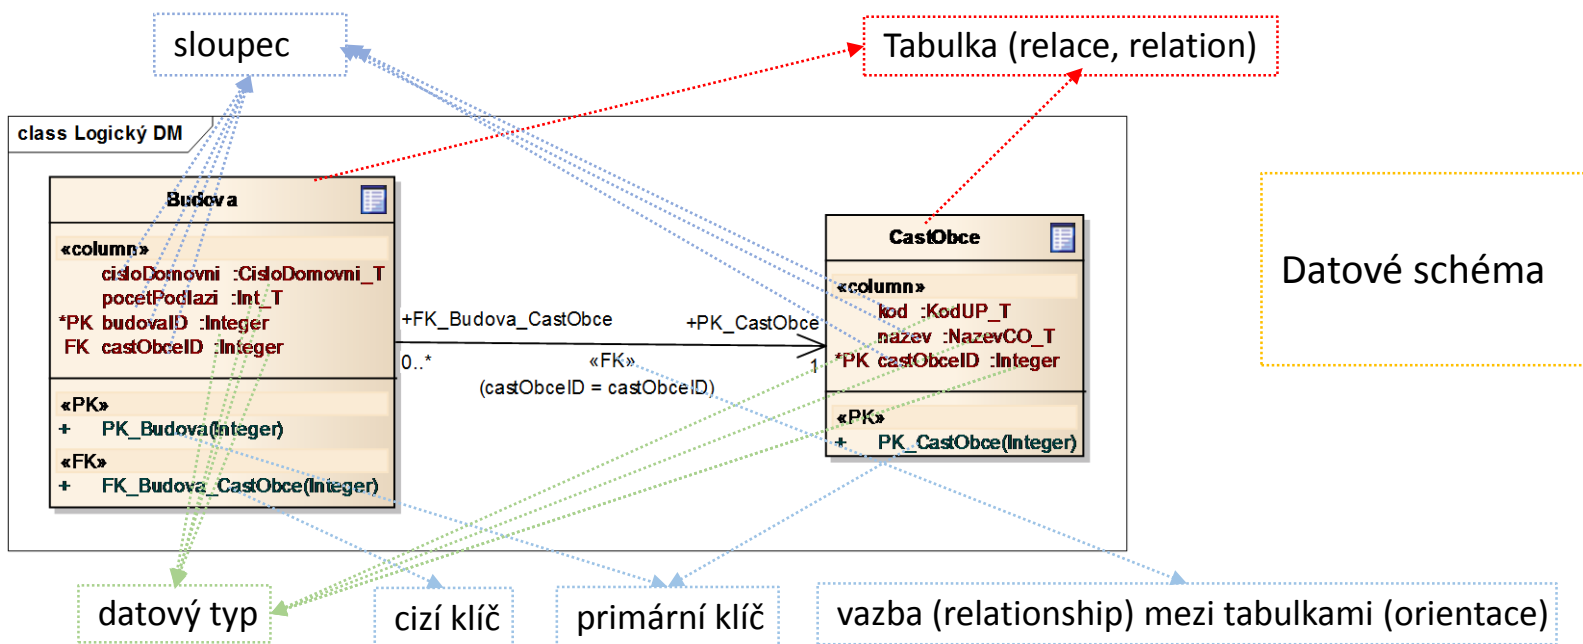 sloupec
Tabulka (relace, relation)
class Logický DM
Budova
«column»
cisloDomovni :CisloDomovni_T
pocetPodlazi :Int_T
*PK budovaID :Integer
FK castObceID :Integer
«PK»
+ PK_Budova(Integer)
«FK»
+ FK_Budova_CastObce(Integer)
+FK_Budova_CastObce
+PK_CastObce
0..*
«FK»
1
(castObceID = castObceID)
CastObce
«column»
kod :KodUP_T
nazev :NazevCO_T
*PK castObceID :Integer
«PK»
+ PK_CastObce(Integer)
Datové schéma
datový typ
cizí klíč
primární klíč
vazba (relationship) mezi tabulkami (orientace)